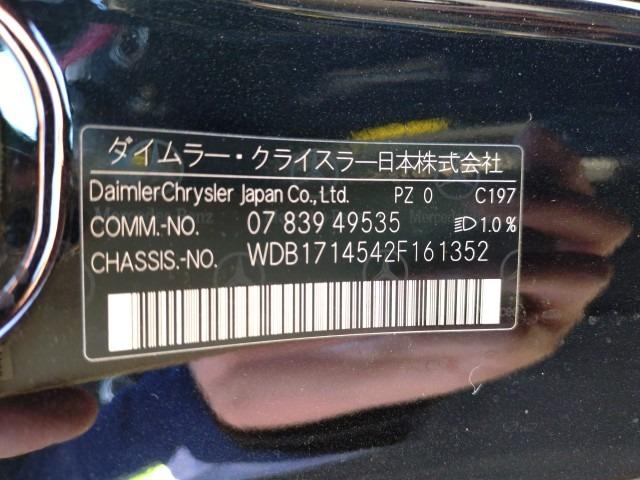 ダイムラー・クライスラー日本株式会社
DaimlerChrysler Japan Co.,Ltd. PZ 0 C197
COMM.-NO. 07 839 49535 1.0%
CHASSIS.-NO. WDB1714542F161352